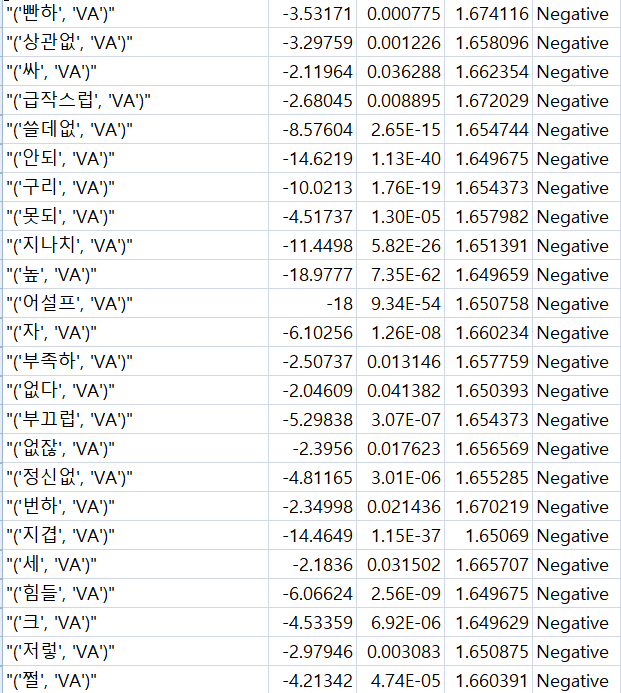 "('빤하', 'VA')" -3.53171 0.000775 1.674116 Negative
"('상관없', 'VA')" -3.29759 0.001226 1.658096 Negative
"('싸', 'VA')" -2.11964 0.036288 1.662354 Negative
"('급작스럽', 'VA')" -2.68045 0.008895 1.672029 Negative
"('쓸데없', 'VA')" -8.57604 2.65E-15 1.654744 Negative
"('안되', 'VA')" -14.6219 1.13E-40 1.649675 Negative
"('구리', 'VA')" -10.0213 1.76E-19 1.654373 Negative
"('못되', 'VA')" -4.51737 1.30E-05 1.657982 Negative
"('지나치', 'VA')" -11.4498 5.82E-26 1.651391 Negative
"('높', 'VA')" -18.9777 7.35E-62 1.649659 Negative
"('어설프', 'VA')" -18 9.34E-54 1.650758 Negative
"('자', 'VA')" -6.10256 1.26E-08 1.660234 Negative
"('부족하', 'VA')" -2.50737 0.013146 1.657759 Negative
"('없다', 'VA')" -2.04609 0.041382 1.650393 Negative
"('부끄럽', 'VA')" -5.29838 3.07E-07 1.654373 Negative
"('없잖', 'VA')" -2.3956 0.017623 1.656569 Negative
"('정신없', 'VA')" -4.81165 3.01E-06 1.655285 Negative
"('번하', 'VA')" -2.34998 0.021436 1.670219 Negative
"('지겹', 'VA')" -14.4649 1.15E-37 1.65069 Negative
"('세', 'VA')" -2.1836 0.031502 1.665707 Negative
"('힘들', 'VA')" -6.06624 2.56E-09 1.649675 Negative
"('크', 'VA')" -4.53359 6.92E-06 1.649629 Negative
"('저렇', 'VA')" -2.97946 0.003083 1.650875 Negative
"('쩔', 'VA')" -4.21342 4.74E-05 1.660391 Negative